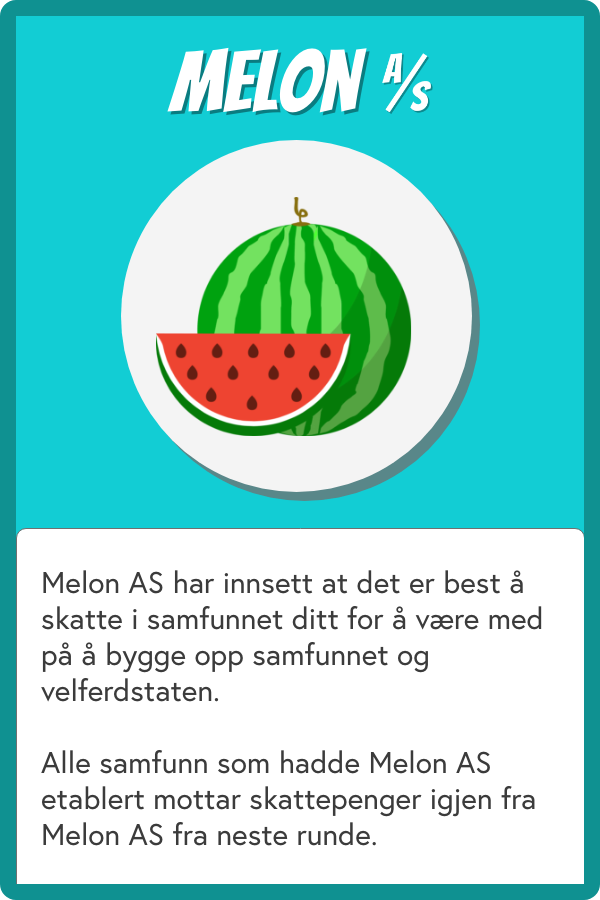 MELON A/S
Melon AS har innsett at det er best å
skatte i samfunnet ditt for å være med
på å bygge opp samfunnet og
velferdstaten.
Alle samfunn som hadde Melon AS
etablert mottar skattepenger igjen fra
Melon AS fra neste runde.